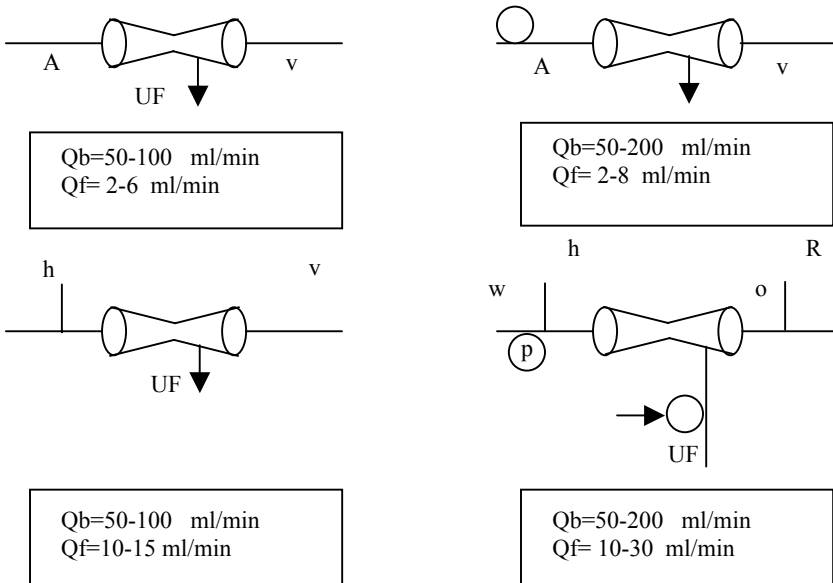 A v
UF
Qb=50-100 ml/min
Qf= 2-6 ml/min
A v
Qb=50-200 ml/min
Qf= 2-8 ml/min
h v
UF
Qb=50-100 ml/min
Qf=10-15 ml/min
h R
w o
p
UF
Qb=50-200 ml/min
Qf= 10-30 ml/min